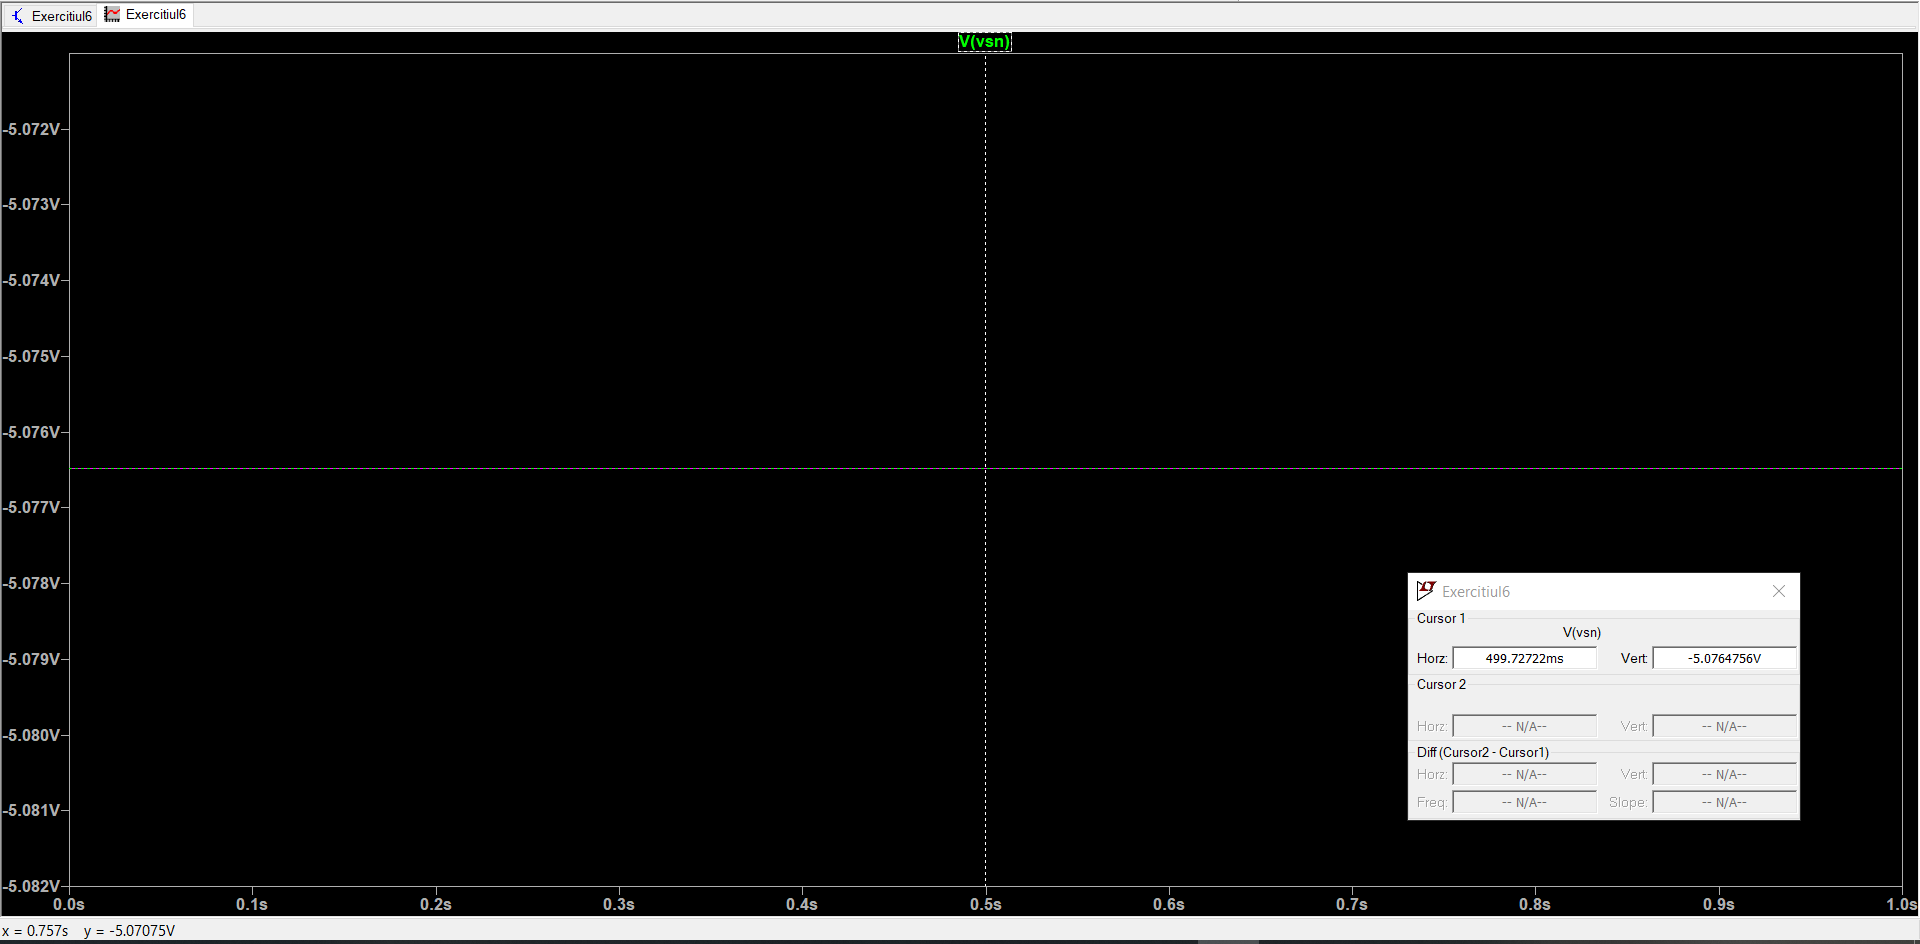 Exercitiul6 Exercitiul6
V(vsn)
-5.072V
-5.073V
-5.074V
-5.075V
-5.076V
-5.077V
-5.078V
-5.079V
-5.080V
-5.081V
-5.082V
0.0s 0.1s 0.2s 0.3s 0.4s 0.5s 0.6s 0.7s 0.8s 0.9s 1.0s
Exercitiul6
Cursor 1
V(vsn)
Horz: 499.72722ms Vert: -5.0764756V
Cursor 2
Horz: -- N/A-- Vert: -- N/A--
Diff (Cursor2 - Cursor1)
Horz: -- N/A-- Vert: -- N/A--
Freq: -- N/A-- Slope: -- N/A--
x = 0.757s y = -5.07075V